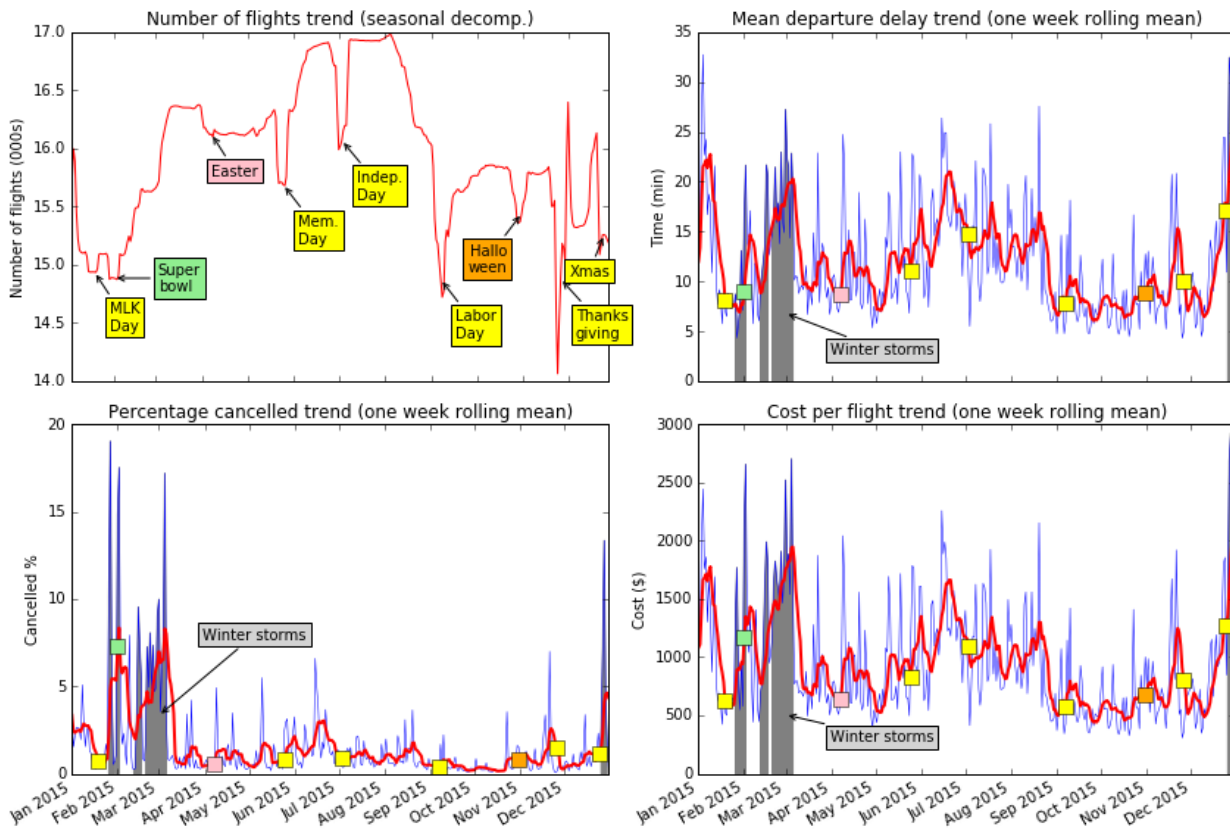 Number of flights trend (seasonal decomp.)
Number of flights (000s)
17.0
16.5
16.0
15.5
15.0
14.5
14.0
Easter
Mem.
Day
Indep.
Day
Super
bowl
MLK
Day
Hallo
ween
Labor
Day
Xmas
Thanks
giving
Mean departure delay trend (one week rolling mean)
Time (min)
35
30
25
20
15
10
5
0
Winter storms
Percentage cancelled trend (one week rolling mean)
Cancelled %
20
15
10
5
0
Winter storms
Jan 2015
Feb 2015
Mar 2015
Apr 2015
May 2015
Jun 2015
Jul 2015
Aug 2015
Sep 2015
Oct 2015
Nov 2015
Dec 2015
Cost per flight trend (one week rolling mean)
Cost ($)
3000
2500
2000
1500
1000
500
0
Winter storms
Jan 2015
Feb 2015
Mar 2015
Apr 2015
May 2015
Jun 2015
Jul 2015
Aug 2015
Sep 2015
Oct 2015
Nov 2015
Dec 2015